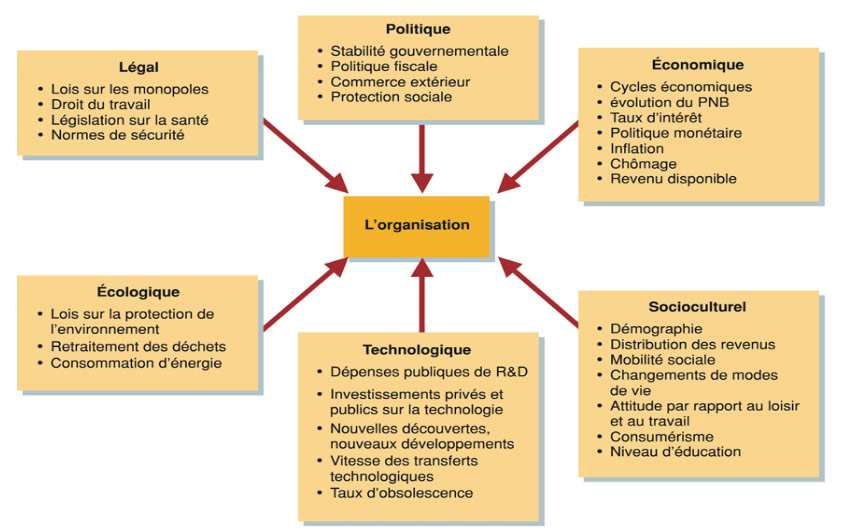 Politique
• Stabilité gouvernementale
• Politique fiscale
• Commerce extérieur
• Protection sociale
Légal
• Lois sur les monopoles
• Droit du travail
• Législation sur la santé
• Normes de sécurité
Économique
• Cycles économiques
• évolution du PNB
• Taux d'intérêt
• Politique monétaire
• Inflation
• Chômage
• Revenu disponible
L'organisation
Écologique
• Lois sur la protection de
l'environnement
• Retraitement des déchets
• Consommation d'énergie
Technologique
• Dépenses publiques de R&D
• Investissements privés et
publics sur la technologie
• Nouvelles découvertes,
nouveaux développements
• Vitesse des transferts
technologiques
• Taux d'obsolescence
Socioculturel
• Démographie
• Distribution des revenus
• Mobilité sociale
• Changements de modes
de vie
• Attitude par rapport au loisir
et au travail
• Consumérisme
• Niveau d'éducation